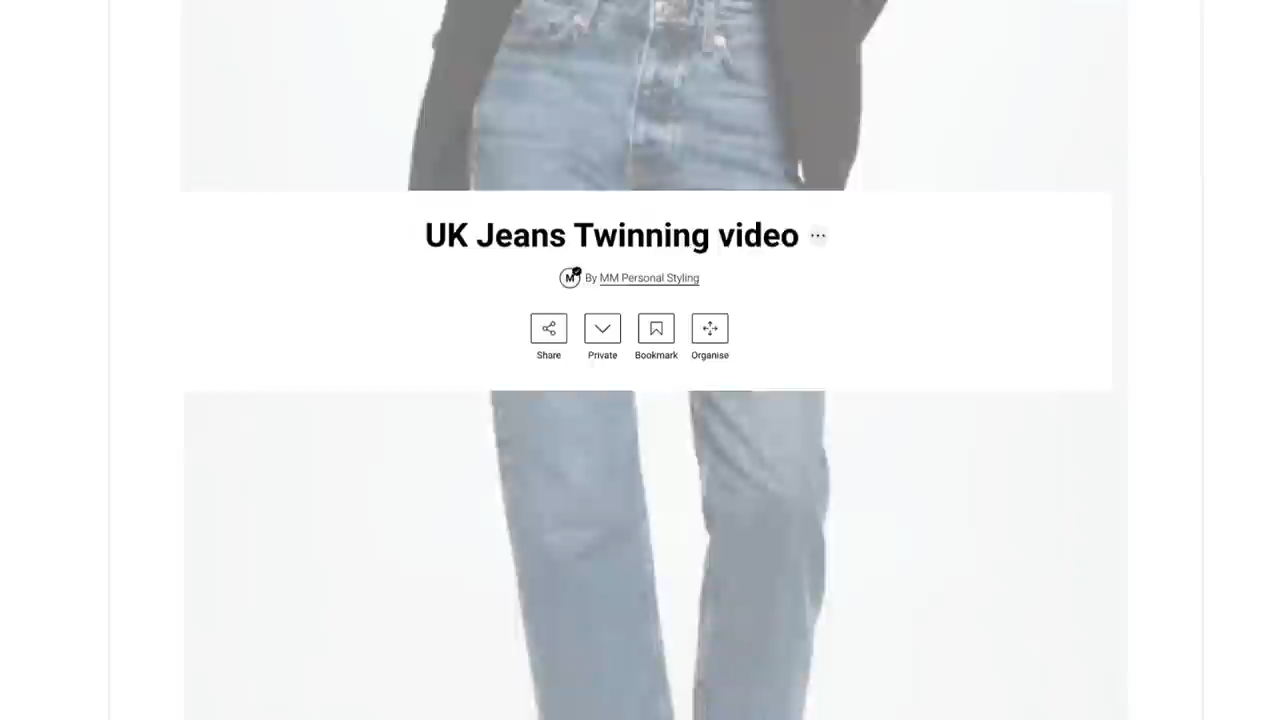 UK Jeans Twinning video ...
M By MM Personal Styling
Share Private Bookmark Organise